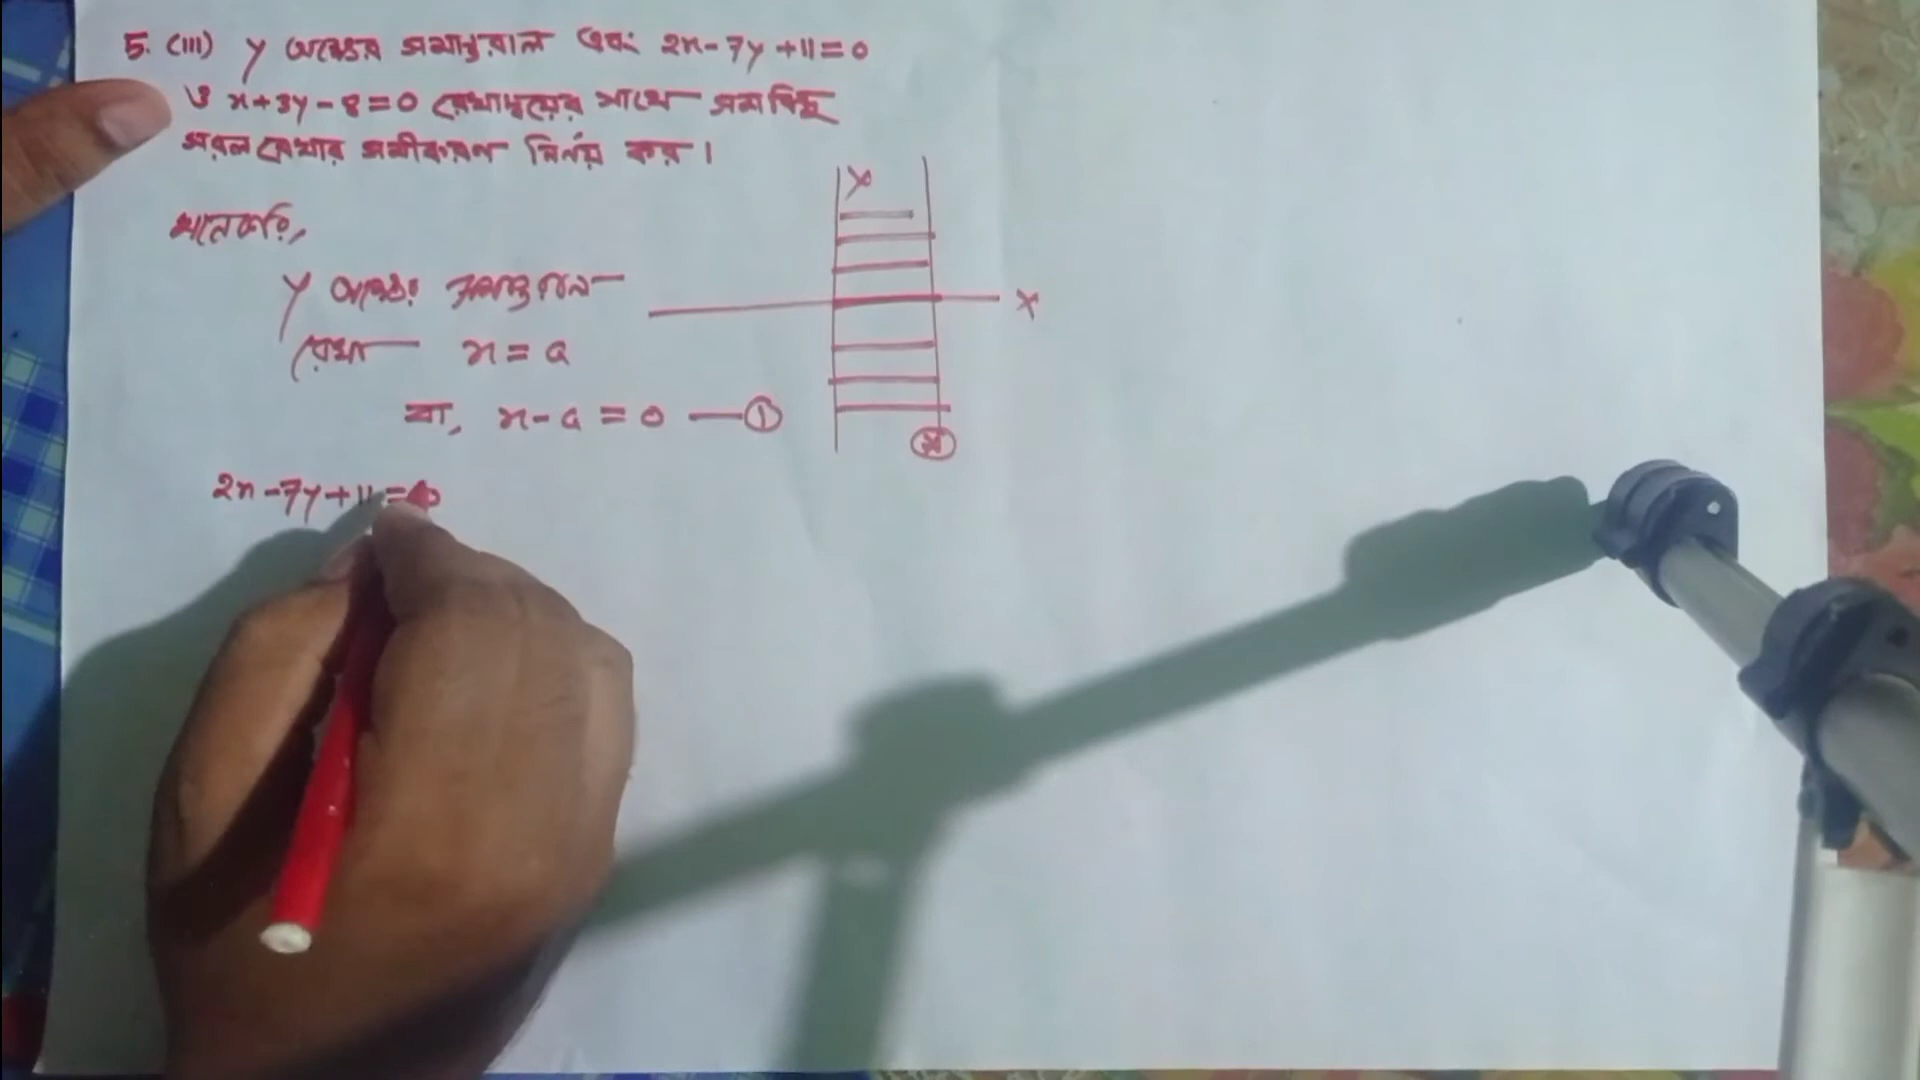 5. (iii) y অক্ষের সমান্তরাল এবং 2x-7y+11=0
ও x+3y-8=0 রেখাদ্বয়ের সাথে সমবিন্দু
সরলরেখার সমীকরণ নির্ণয় কর।
মনেকরি,
y অক্ষের সমান্তরাল
রেখা x=a
বা, x-a=0 —①
2x-7y+11=0
y
x